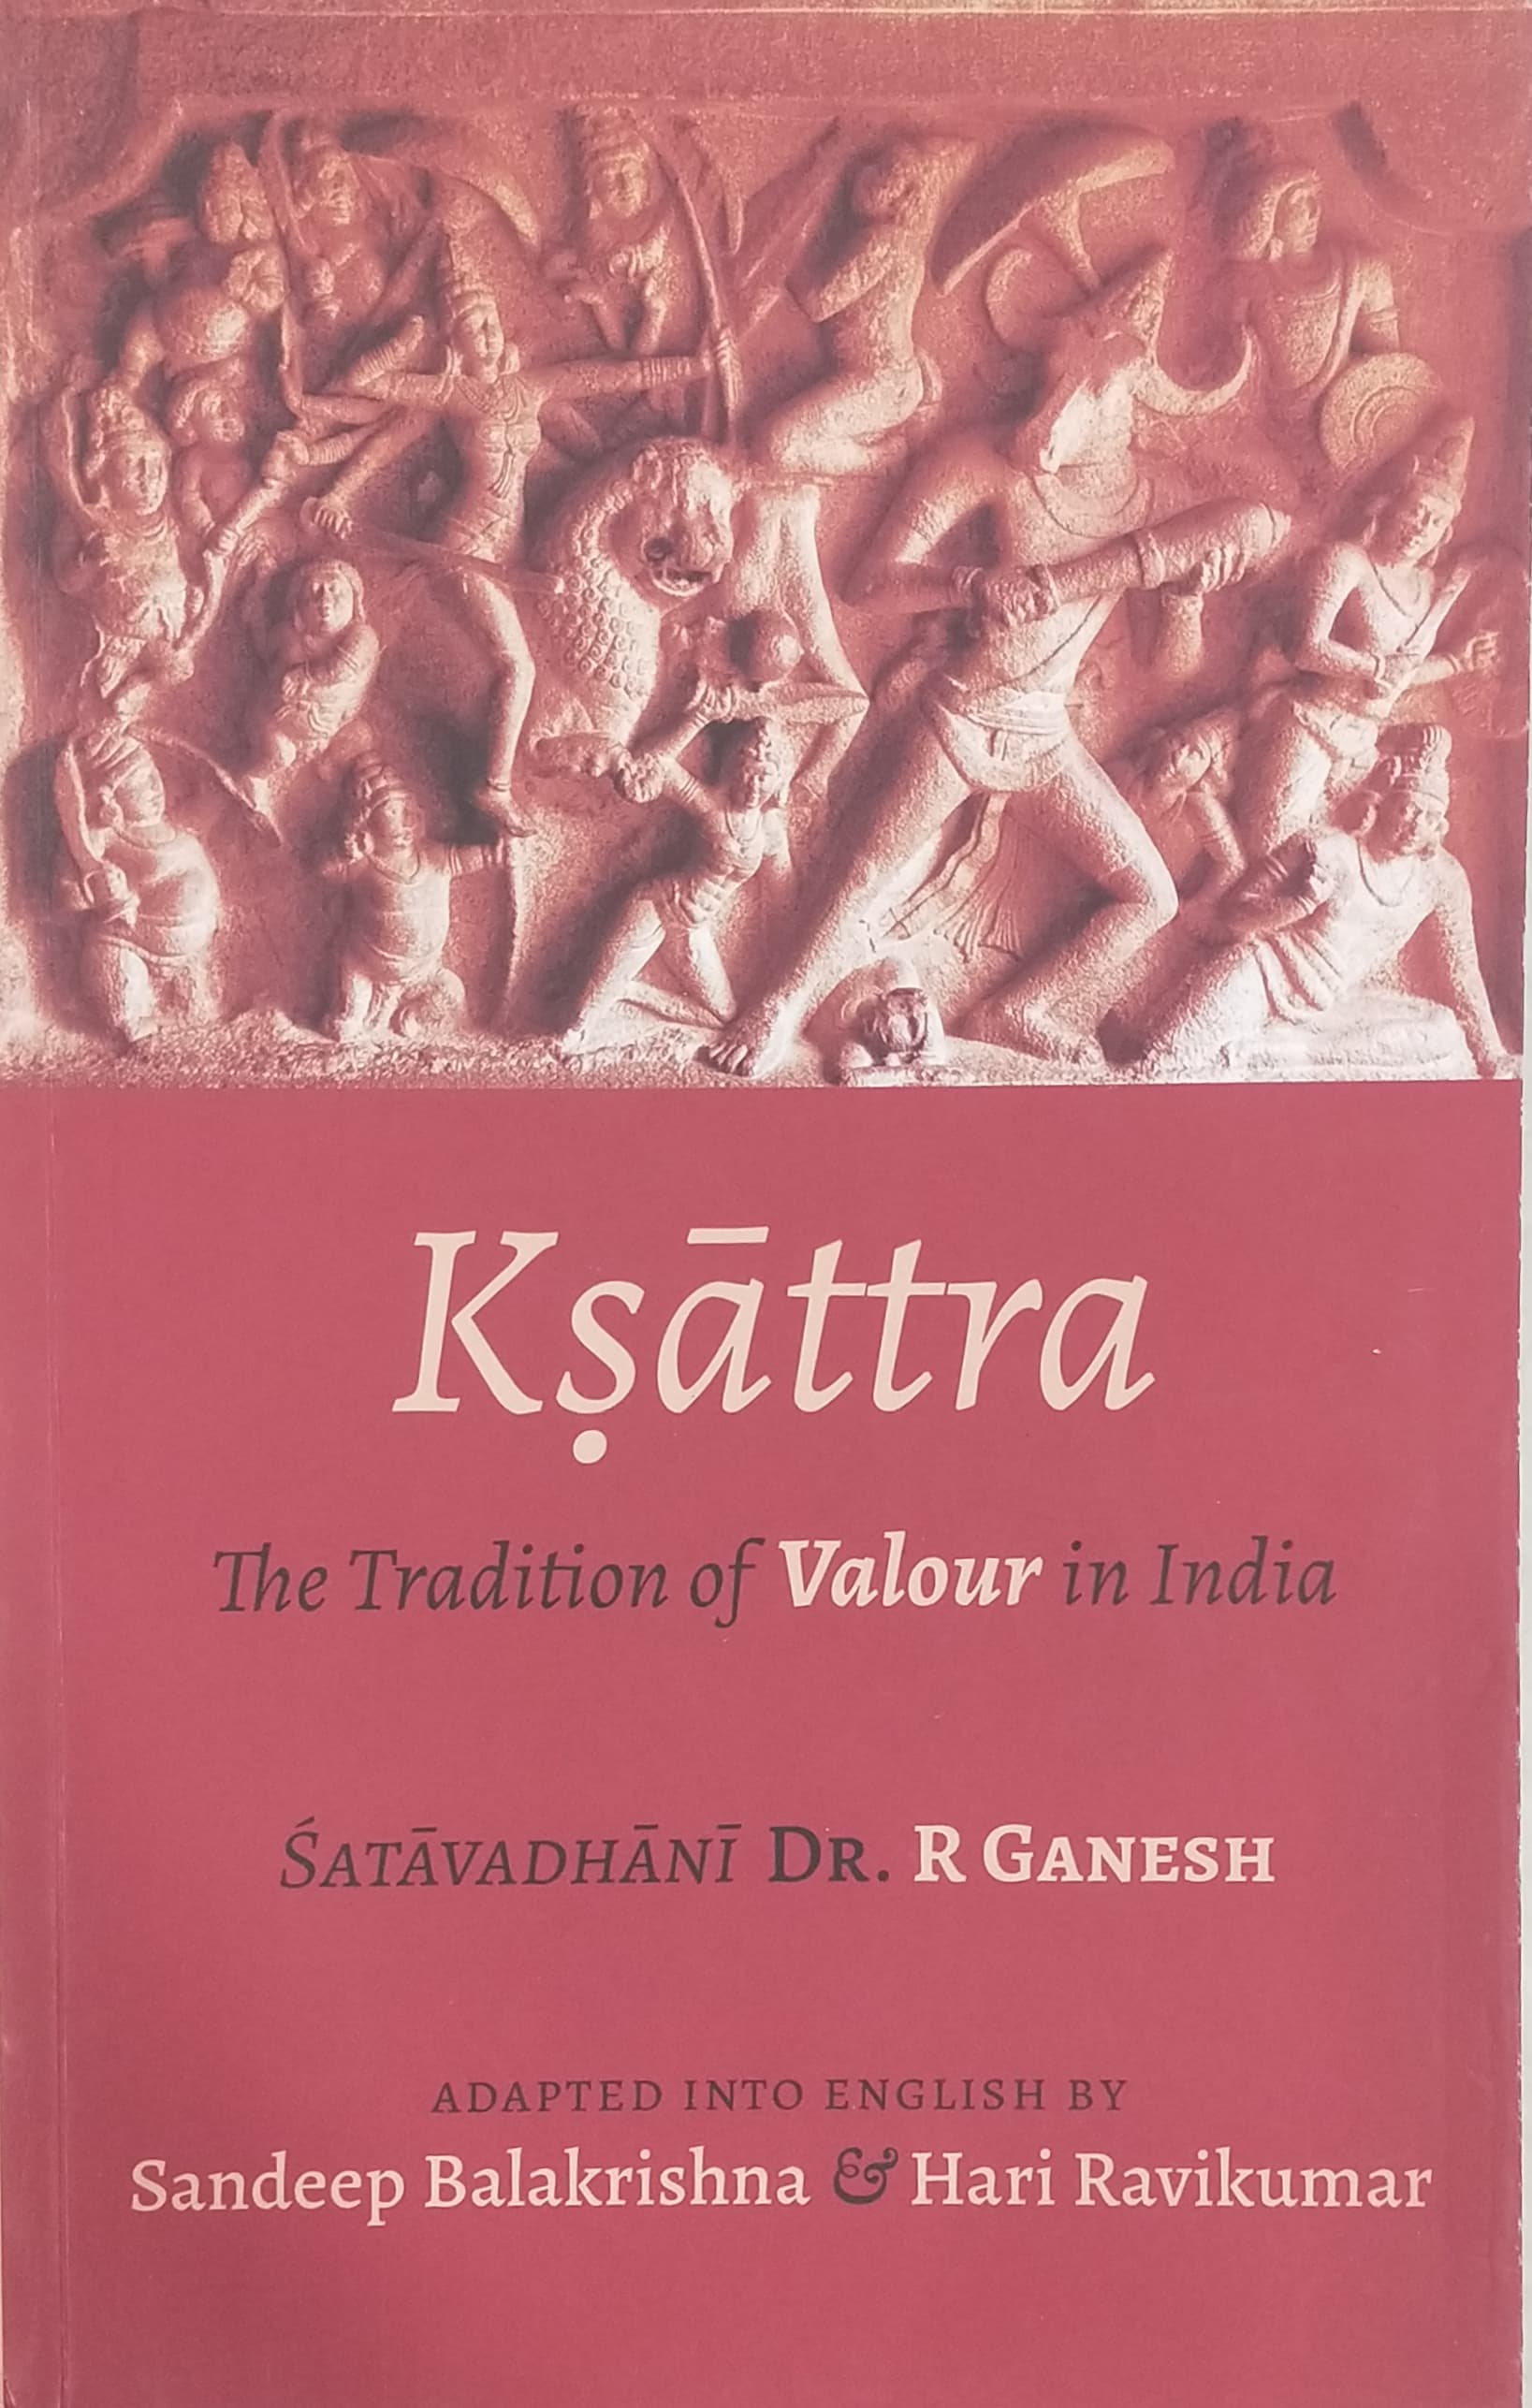 Kṣāttra
The Tradition of Valour in India
ŚATĀVADHĀNĪ DR. R GANESH
ADAPTED INTO ENGLISH BY
Sandeep Balakrishna & Hari Ravikumar